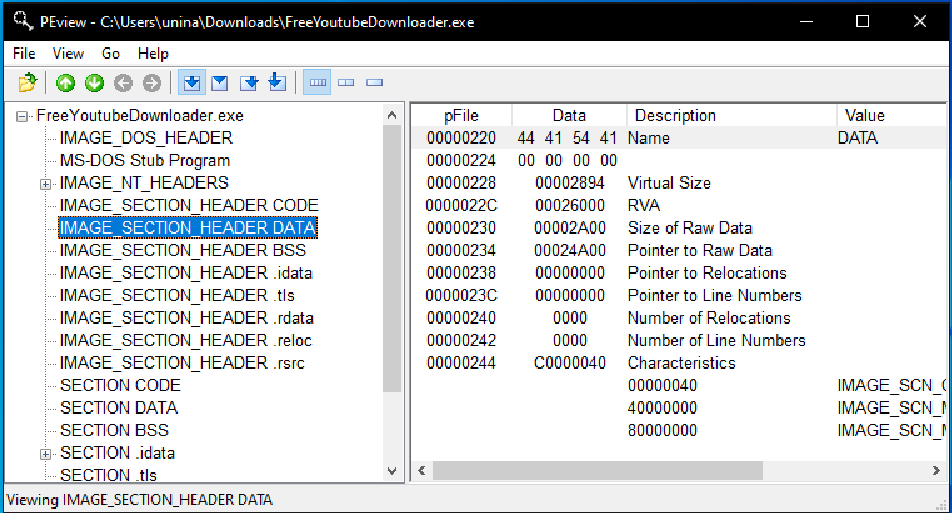 PEview - C:\Users\unina\Downloads\FreeYoutubeDownloader.exe
File View Go Help
FreeYoutubeDownloader.exe
IMAGE_DOS_HEADER
MS-DOS Stub Program
IMAGE_NT_HEADERS
IMAGE_SECTION_HEADER CODE
IMAGE_SECTION_HEADER DATA
IMAGE_SECTION_HEADER BSS
IMAGE_SECTION_HEADER .idata
IMAGE_SECTION_HEADER .tls
IMAGE_SECTION_HEADER .rdata
IMAGE_SECTION_HEADER .reloc
IMAGE_SECTION_HEADER .rsrc
SECTION CODE
SECTION DATA
SECTION BSS
SECTION .idata
SECTION .tls
pFile Data Description Value
00000220 44 41 54 41 Name DATA
00000224 00 00 00 00
00000228 00002894 Virtual Size
0000022C 00026000 RVA
00000230 00002A00 Size of Raw Data
00000234 00024A00 Pointer to Raw Data
00000238 00000000 Pointer to Relocations
0000023C 00000000 Pointer to Line Numbers
00000240 0000 Number of Relocations
00000242 0000 Number of Line Numbers
00000244 C0000040 Characteristics
00000040 IMAGE_SCN_
40000000 IMAGE_SCN_
80000000 IMAGE_SCN_
Viewing IMAGE_SECTION_HEADER DATA